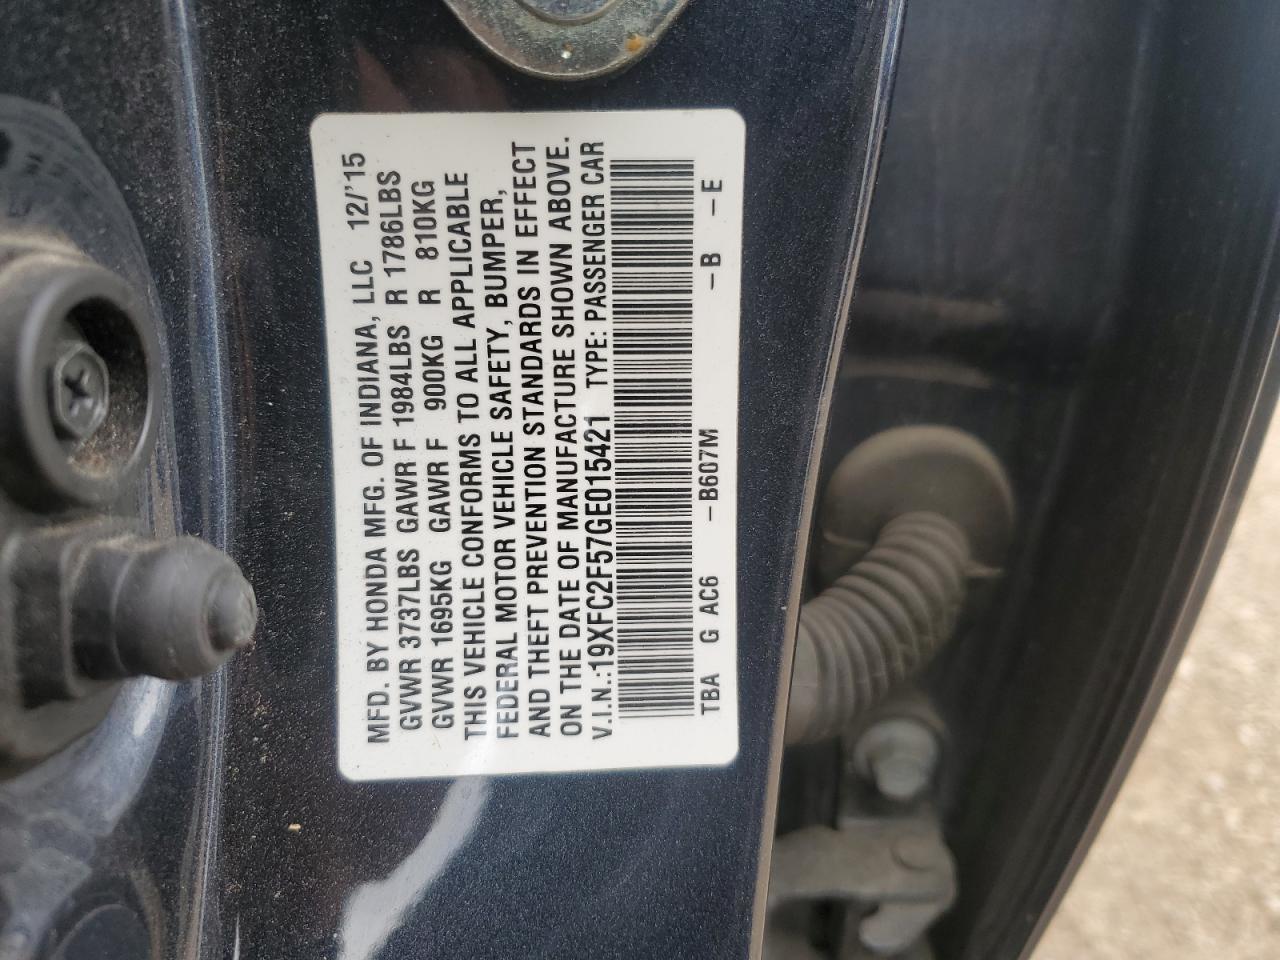 MFD. BY HONDA MFG. OF INDIANA, LLC 12/'15
GVWR 3737LBS GAWR F 1984LBS R 1786LBS
GVWR 1695KG GAWR F 900KG R 810KG
THIS VEHICLE CONFORMS TO ALL APPLICABLE
FEDERAL MOTOR VEHICLE SAFETY, BUMPER,
AND THEFT PREVENTION STANDARDS IN EFFECT
ON THE DATE OF MANUFACTURE SHOWN ABOVE.
V.I.N.:19XFC2F57GE015421 TYPE: PASSENGER CAR
TBA G AC6 -B607M -B -E